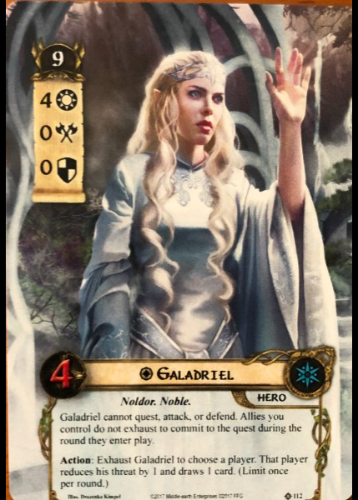 9
4
0
0
4
GALADRIEL
HERO
Noldor. Noble.
Galadriel cannot quest, attack, or defend. Allies you
control do not exhaust to commit to the quest during the
round they enter play.
Action: Exhaust Galadriel to choose a player. That player
reduces his threat by 1 and draws 1 card. (Limit once
per round.)
Illus. Drazenka Kimpel
©2017 Middle-earth Enterprises ©2017 FFG
112